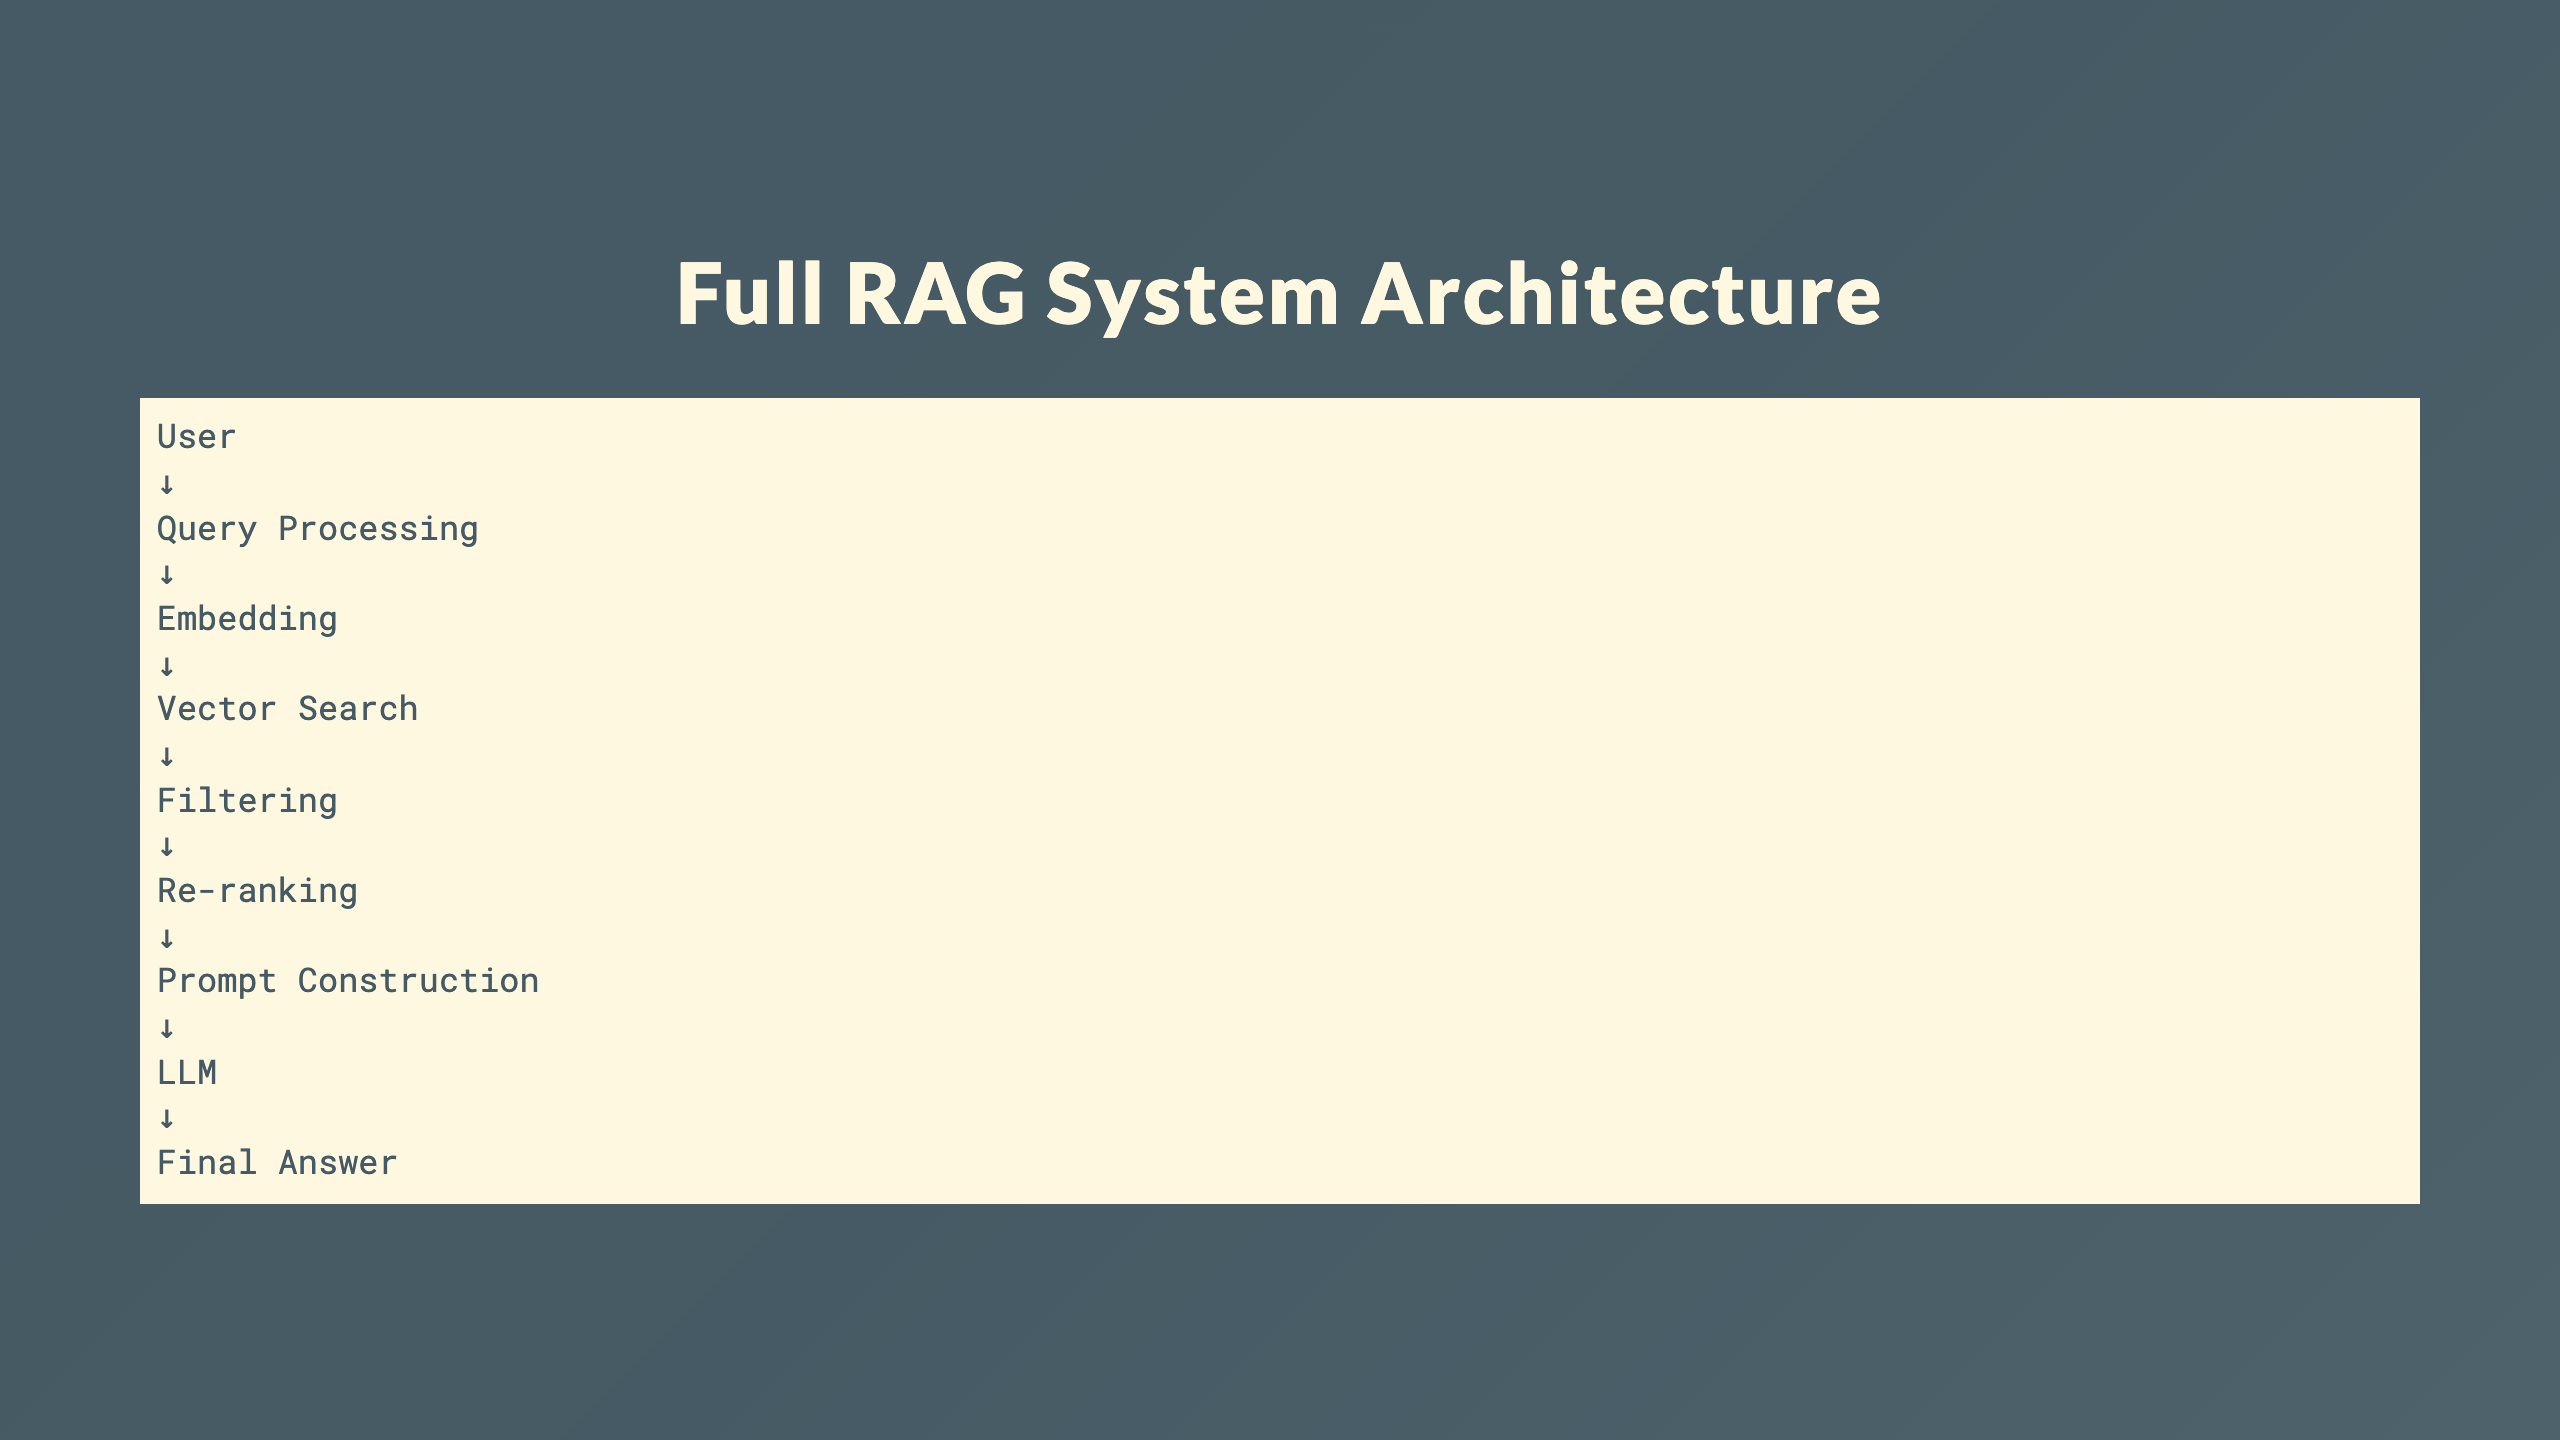 Full RAG System Architecture
User
↓
Query Processing
↓
Embedding
↓
Vector Search
↓
Filtering
↓
Re-ranking
↓
Prompt Construction
↓
LLM
↓
Final Answer